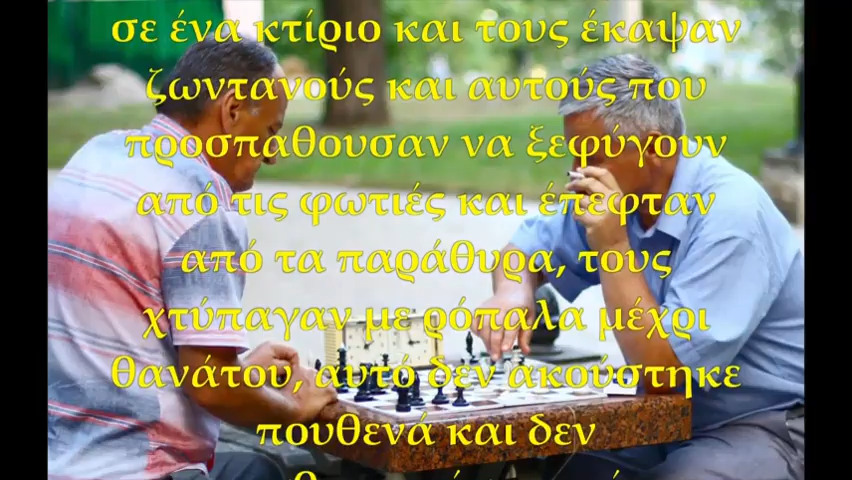 σε ένα κτίριο και τους έκαψαν
ζωντανούς και αυτούς που
προσπαθουσαν να ξεφύγουν
από τις φωτιές και έπεφταν
από τα παράθυρα, τους
χτύπαγαν με ρόπαλα μέχρι
θανάτου, αυτό δεν ακούστηκε
πουθενά και δεν